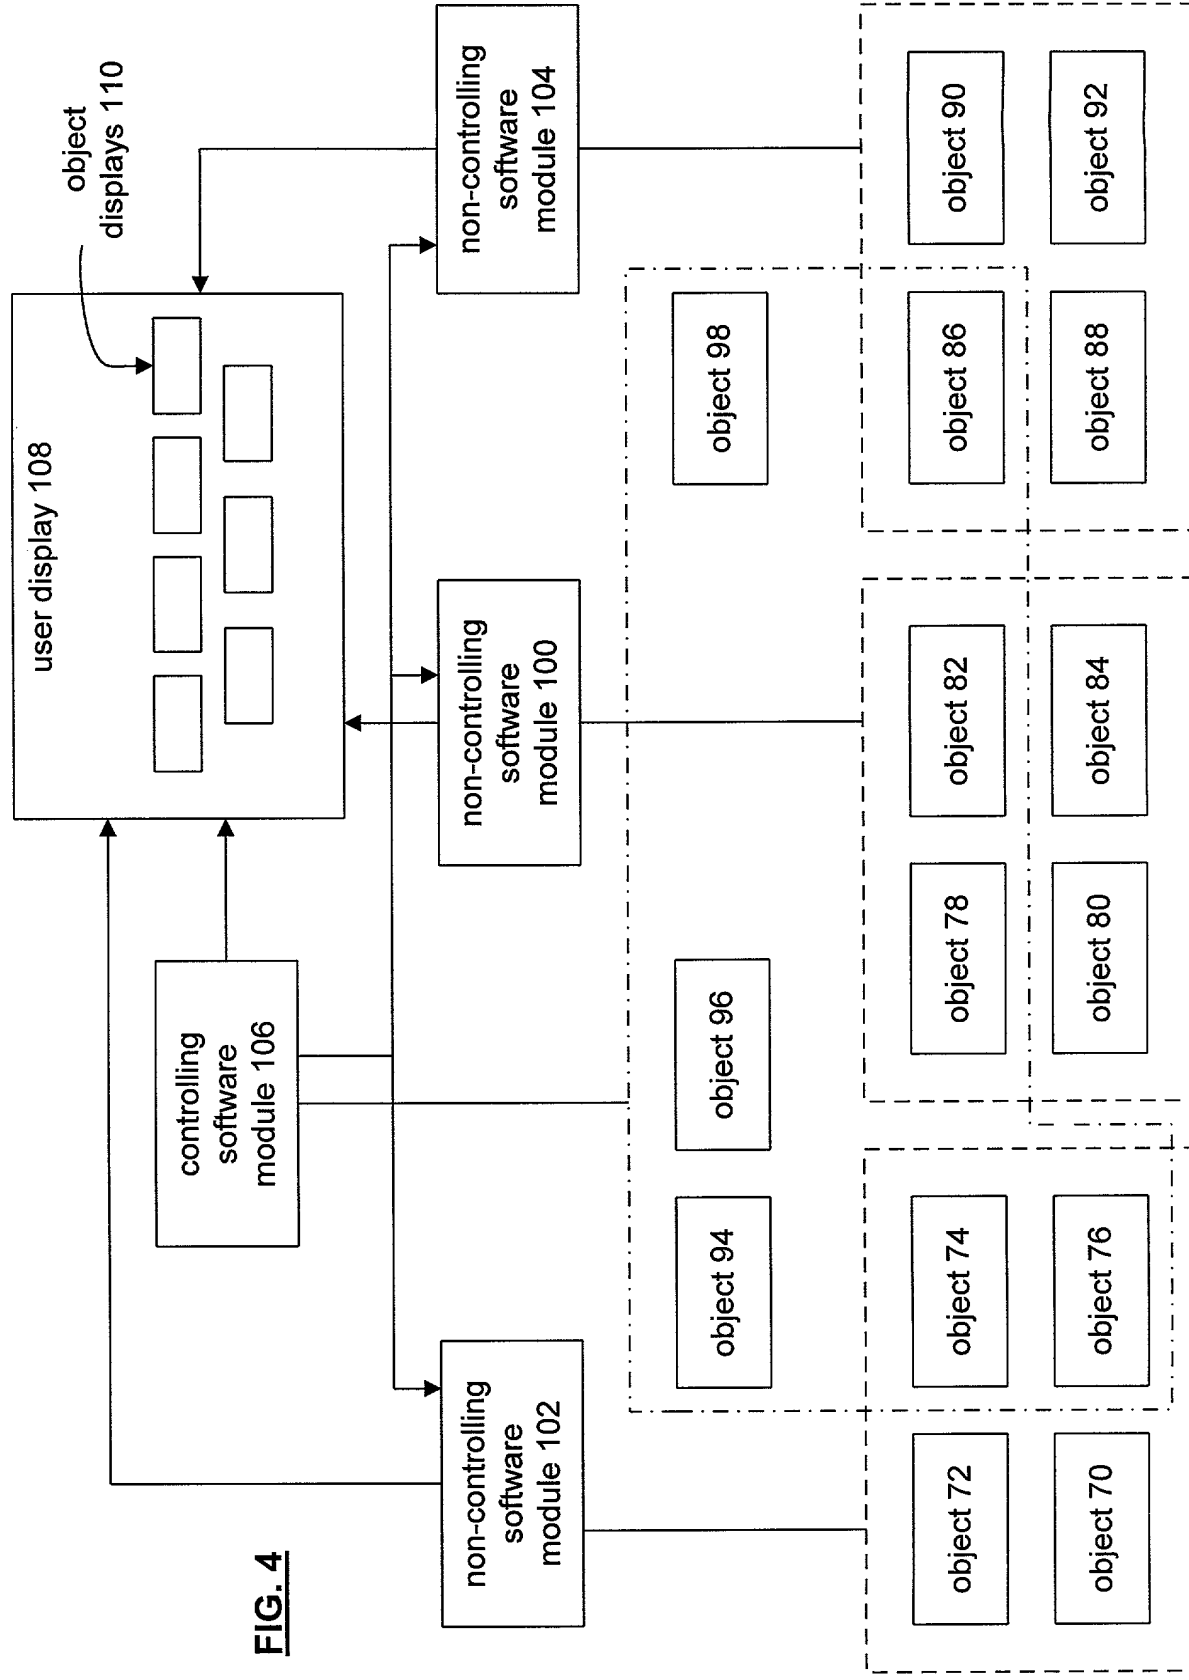 FIG. 4
user display 108
object
displays 110
controlling
software
module 106
non-controlling
software
module 102
non-controlling
software
module 100
non-controlling
software
module 104
object 94
object 96
object 98
object 72
object 74
object 78
object 82
object 86
object 90
object 70
object 76
object 80
object 84
object 88
object 92